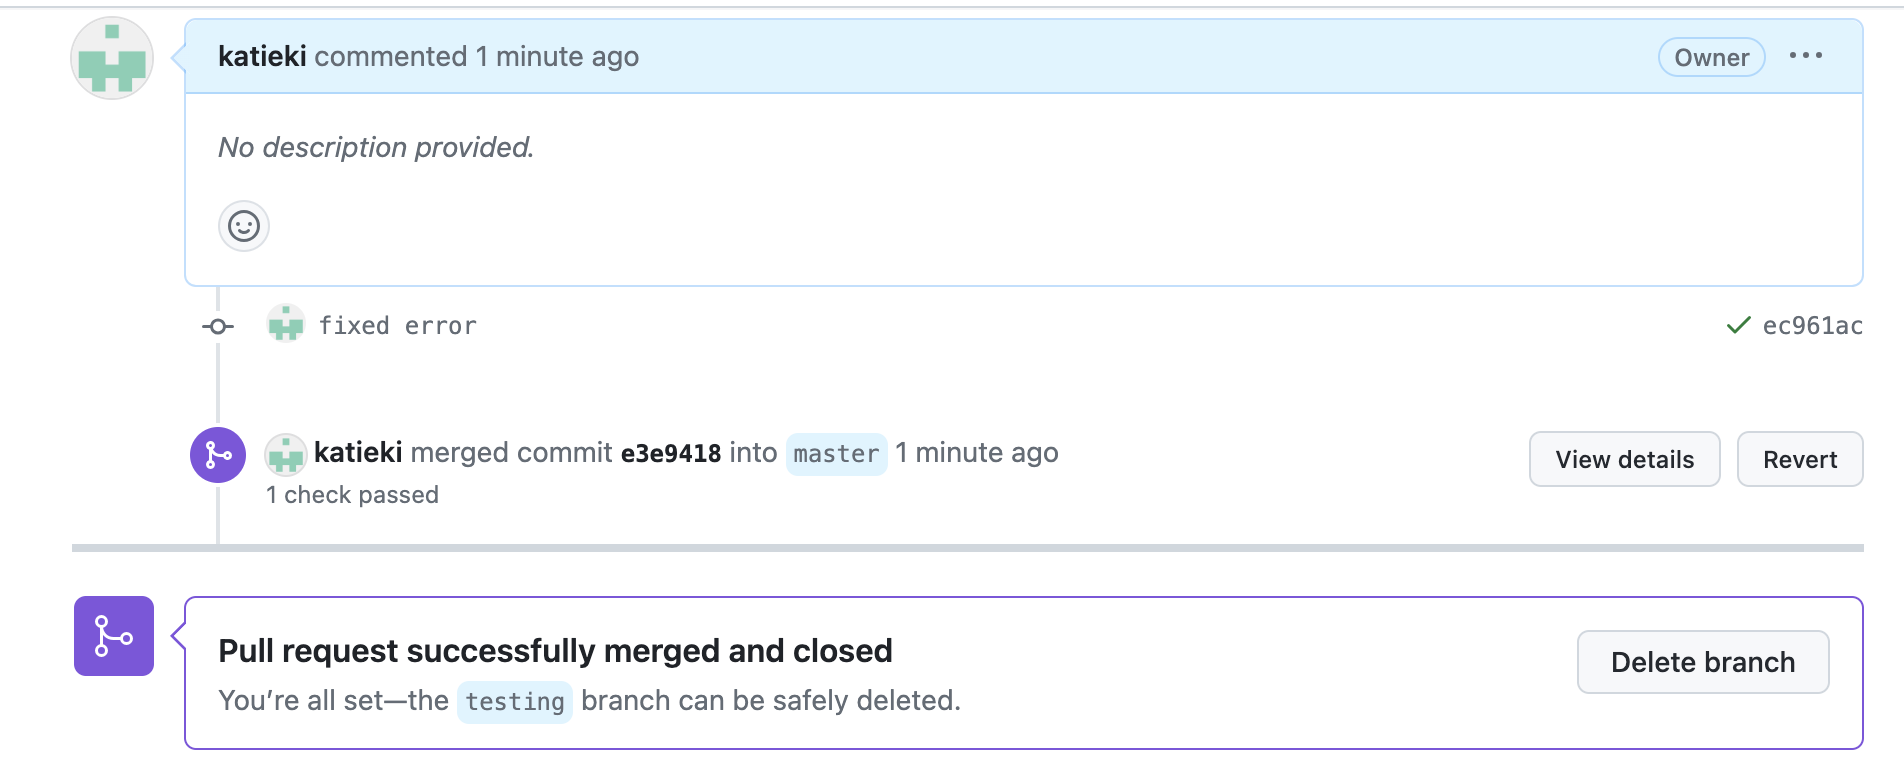 katieki commented 1 minute ago
Owner
No description provided.
fixed error
ec961ac
katieki merged commit e3e9418 into master 1 minute ago
View details
Revert
1 check passed
Pull request successfully merged and closed
You’re all set—the testing branch can be safely deleted.
Delete branch